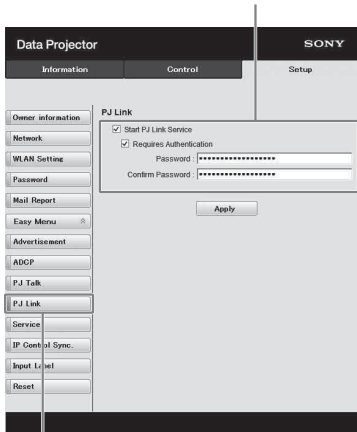 Data Projector
SONY
Information
Control
Setup
Owner information
Network
WLAN Setting
Password
Mail Report
Easy Menu
Advertisement
ADCP
PJ Talk
PJ Link
Service
IP Control Sync.
Input Label
Reset
PJ Link
Start PJ Link Service
Requires Authentication
Password :
Confirm Password :
Apply